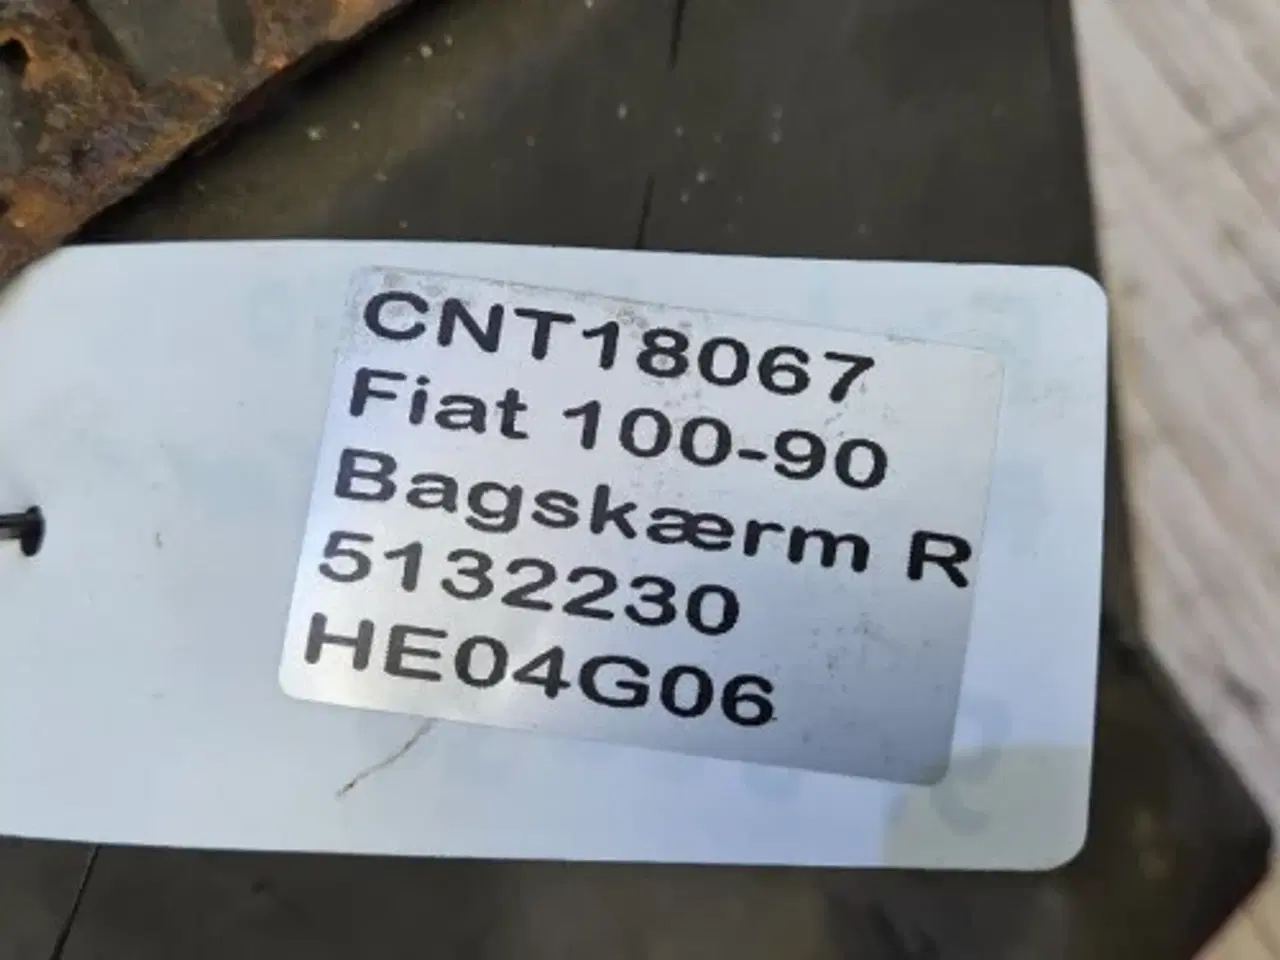 CNT18067
Fiat 100-90
Bagskærm R
5132230
HE04G06